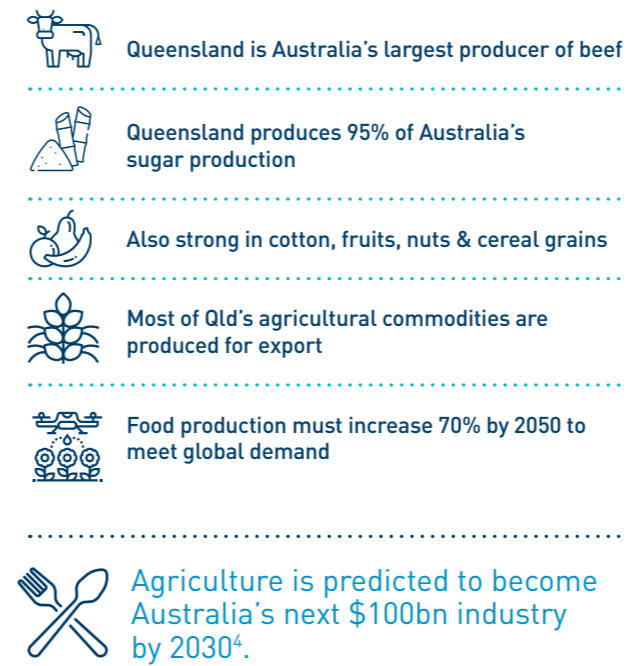 Queensland is Australia's largest producer of beef
Queensland produces 95% of Australia's
sugar production
Also strong in cotton, fruits, nuts & cereal grains
Most of Qld's agricultural commodities are
produced for export
Food production must increase 70% by 2050 to
meet global demand
Agriculture is predicted to become
Australia's next $100bn industry
by 2030⁴.